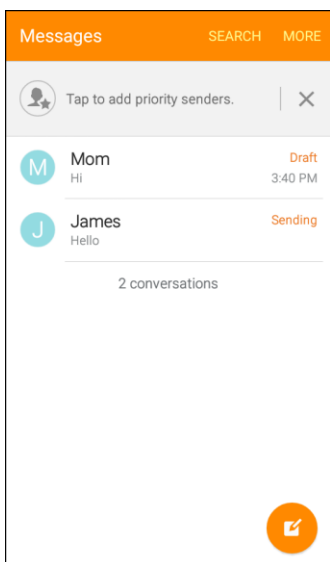 Messages SEARCH MORE
Tap to add priority senders.
M Mom Draft
Hi 3:40 PM
J James Sending
Hello
2 conversations